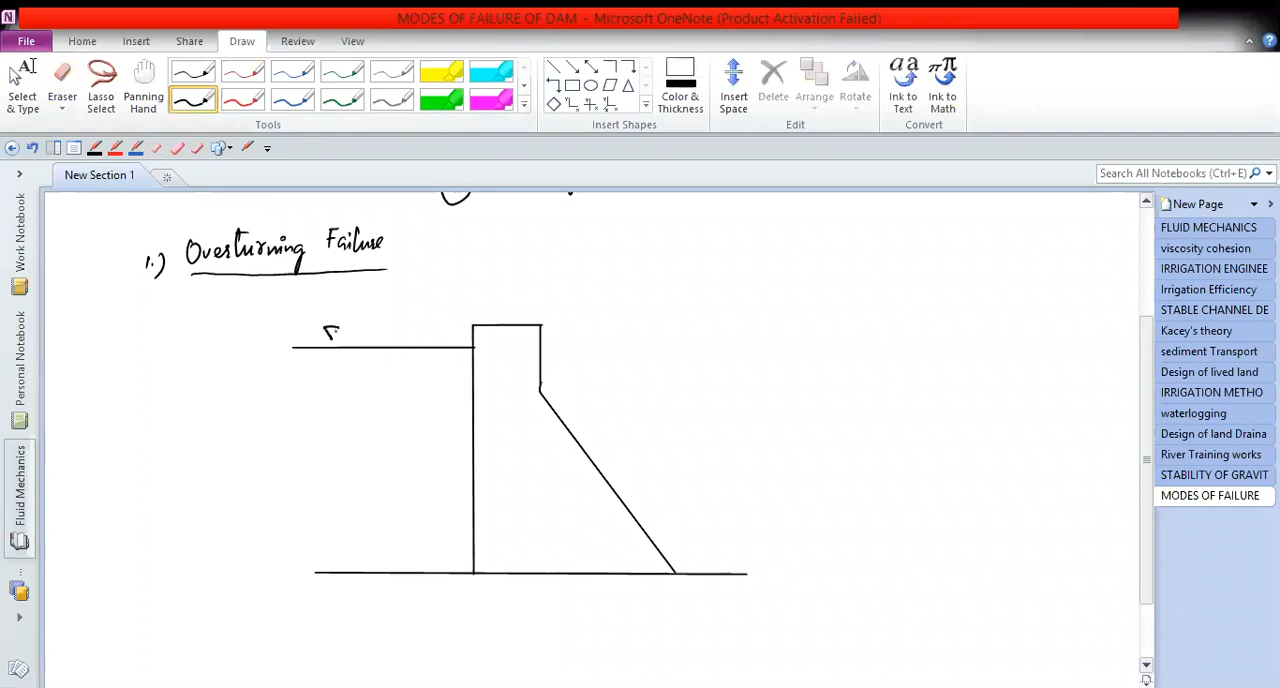 MODES OF FAILURE OF DAM - Microsoft OneNote (Product Activation Failed)
File Home Insert Share Draw Review View
Select & Type
Eraser
Lasso Select
Panning Hand
Color & Thickness
Insert Space
Delete
Arrange
Rotate
Ink to Text
Ink to Math
Tools
Insert Shapes
Edit
Convert
New Section 1
Search All Notebooks (Ctrl+E)
Work Notebook
Personal Notebook
Fluid Mechanics
1.) Overturning Failure
New Page
FLUID MECHANICS
viscosity cohesion
IRRIGATION ENGINEE
Irrigation Efficiency
STABLE CHANNEL DE
Kacey's theory
sediment Transport
Design of lived land
IRRIGATION METHO
waterlogging
Design of land Draina
River Training works
STABILITY OF GRAVIT
MODES OF FAILURE